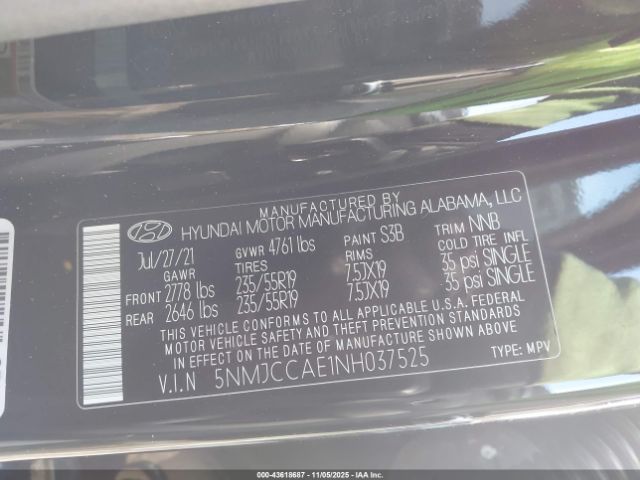 MANUFACTURED BY
HYUNDAI MOTOR MANUFACTURING ALABAMA, LLC
Jul/27/21 GVWR 4761 lbs PAINT S3B TRIM NNB
GAWR TIRES RIMS COLD TIRE INFL
FRONT 2778 lbs 235/55R19 7.5JX19 35 psi SINGLE
REAR 2646 lbs 235/55R19 7.5JX19 35 psi SINGLE
THIS VEHICLE CONFORMS TO ALL APPLICABLE U.S.A. FEDERAL
MOTOR VEHICLE SAFETY AND THEFT PREVENTION STANDARDS
IN EFFECT ON THE DATE OF MANUFACTURE SHOWN ABOVE
V.I.N 5NMJCCAE1NH037525 TYPE: MPV
000-43618687 - 11/05/2025 - IAAI.COM